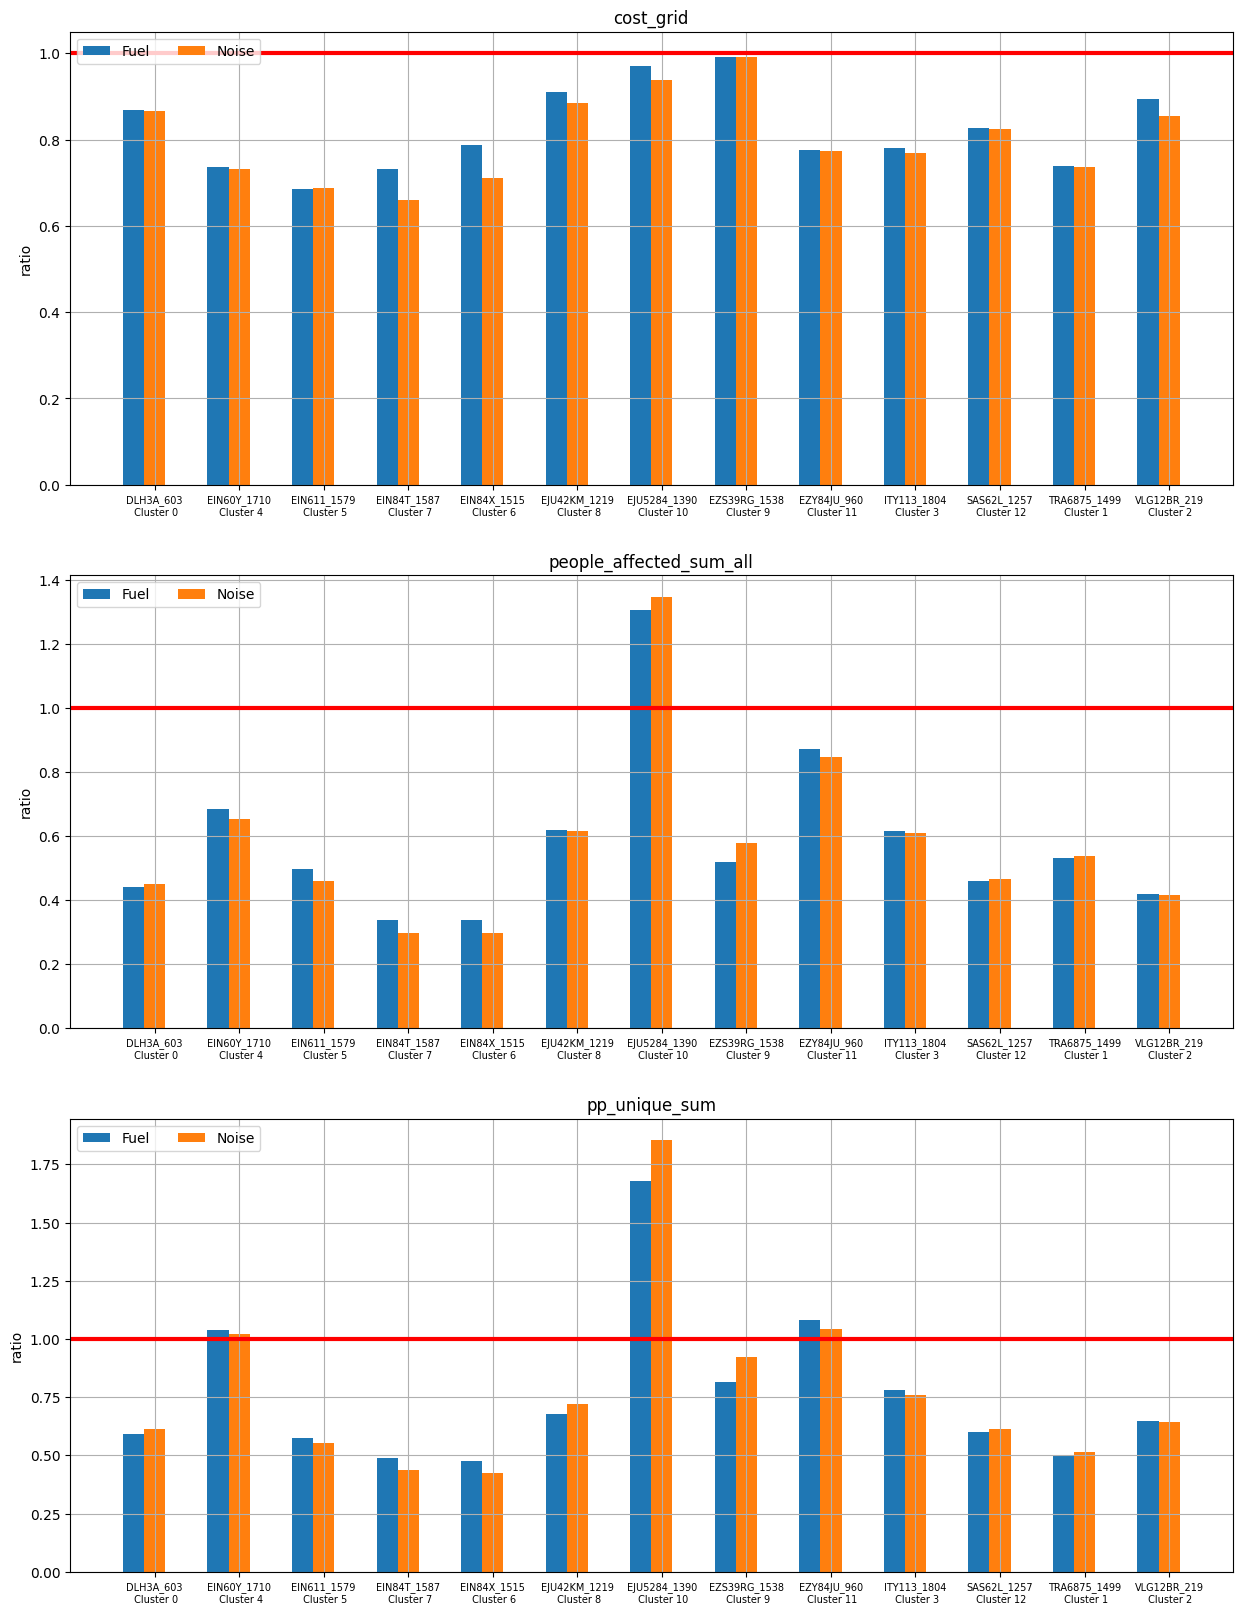 cost_grid
Fuel Noise
1.0
0.8
0.6
0.4
0.2
0.0
ratio
DLH3A_603 EIN60Y_1710 EIN611_1579 EIN84T_1587 EIN84X_1515 EJU42KM_1219 EJU5284_1390 EZS39RG_1538 EZY84JU_960 ITY113_1804 SAS62L_1257 TRA6875_1499 VLG12BR_219
Cluster 0 Cluster 4 Cluster 5 Cluster 7 Cluster 6 Cluster 8 Cluster 10 Cluster 9 Cluster 11 Cluster 3 Cluster 12 Cluster 1 Cluster 2
people_affected_sum_all
Fuel Noise
1.4
1.2
1.0
0.8
0.6
0.4
0.2
0.0
ratio
DLH3A_603 EIN60Y_1710 EIN611_1579 EIN84T_1587 EIN84X_1515 EJU42KM_1219 EJU5284_1390 EZS39RG_1538 EZY84JU_960 ITY113_1804 SAS62L_1257 TRA6875_1499 VLG12BR_219
Cluster 0 Cluster 4 Cluster 5 Cluster 7 Cluster 6 Cluster 8 Cluster 10 Cluster 9 Cluster 11 Cluster 3 Cluster 12 Cluster 1 Cluster 2
pp_unique_sum
Fuel Noise
1.75
1.50
1.25
1.00
0.75
0.50
0.25
0.00
ratio
DLH3A_603 EIN60Y_1710 EIN611_1579 EIN84T_1587 EIN84X_1515 EJU42KM_1219 EJU5284_1390 EZS39RG_1538 EZY84JU_960 ITY113_1804 SAS62L_1257 TRA6875_1499 VLG12BR_219
Cluster 0 Cluster 4 Cluster 5 Cluster 7 Cluster 6 Cluster 8 Cluster 10 Cluster 9 Cluster 11 Cluster 3 Cluster 12 Cluster 1 Cluster 2